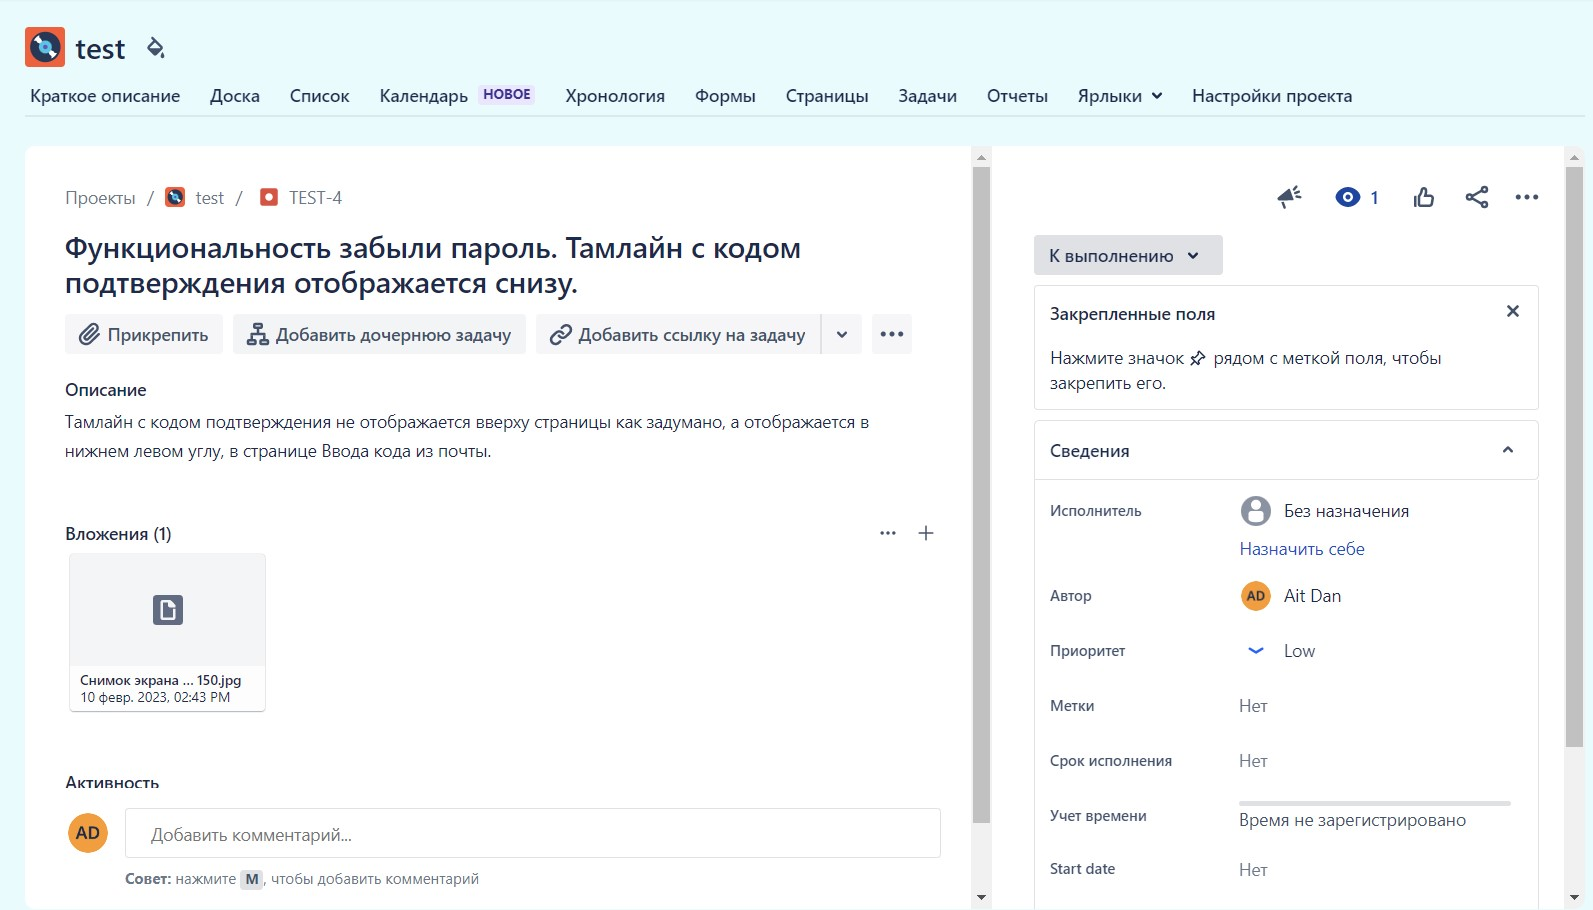 test
Краткое описание Доска Список Календарь НОВОЕ Хронология Формы Страницы Задачи Отчеты Ярлыки Настройки проекта
Проекты / test / TEST-4
Функциональность забыли пароль. Тамлайн с кодом
подтверждения отображается снизу.
Прикрепить Добавить дочернюю задачу Добавить ссылку на задачу
Описание
Тамлайн с кодом подтверждения не отображается вверху страницы как задумано, а отображается в
нижнем левом углу, в странице Ввода кода из почты.
Вложения (1)
Снимок экрана ... 150.jpg
10 февр. 2023, 02:43 PM
Активность
AD
Добавить комментарий...
Совет: нажмите M, чтобы добавить комментарий
1
К выполнению
Закрепленные поля
Нажмите значок рядом с меткой поля, чтобы
закрепить его.
Сведения
Исполнитель Без назначения
Назначить себе
Автор AD Ait Dan
Приоритет Low
Метки Нет
Срок исполнения Нет
Учет времени Время не зарегистрировано
Start date Нет